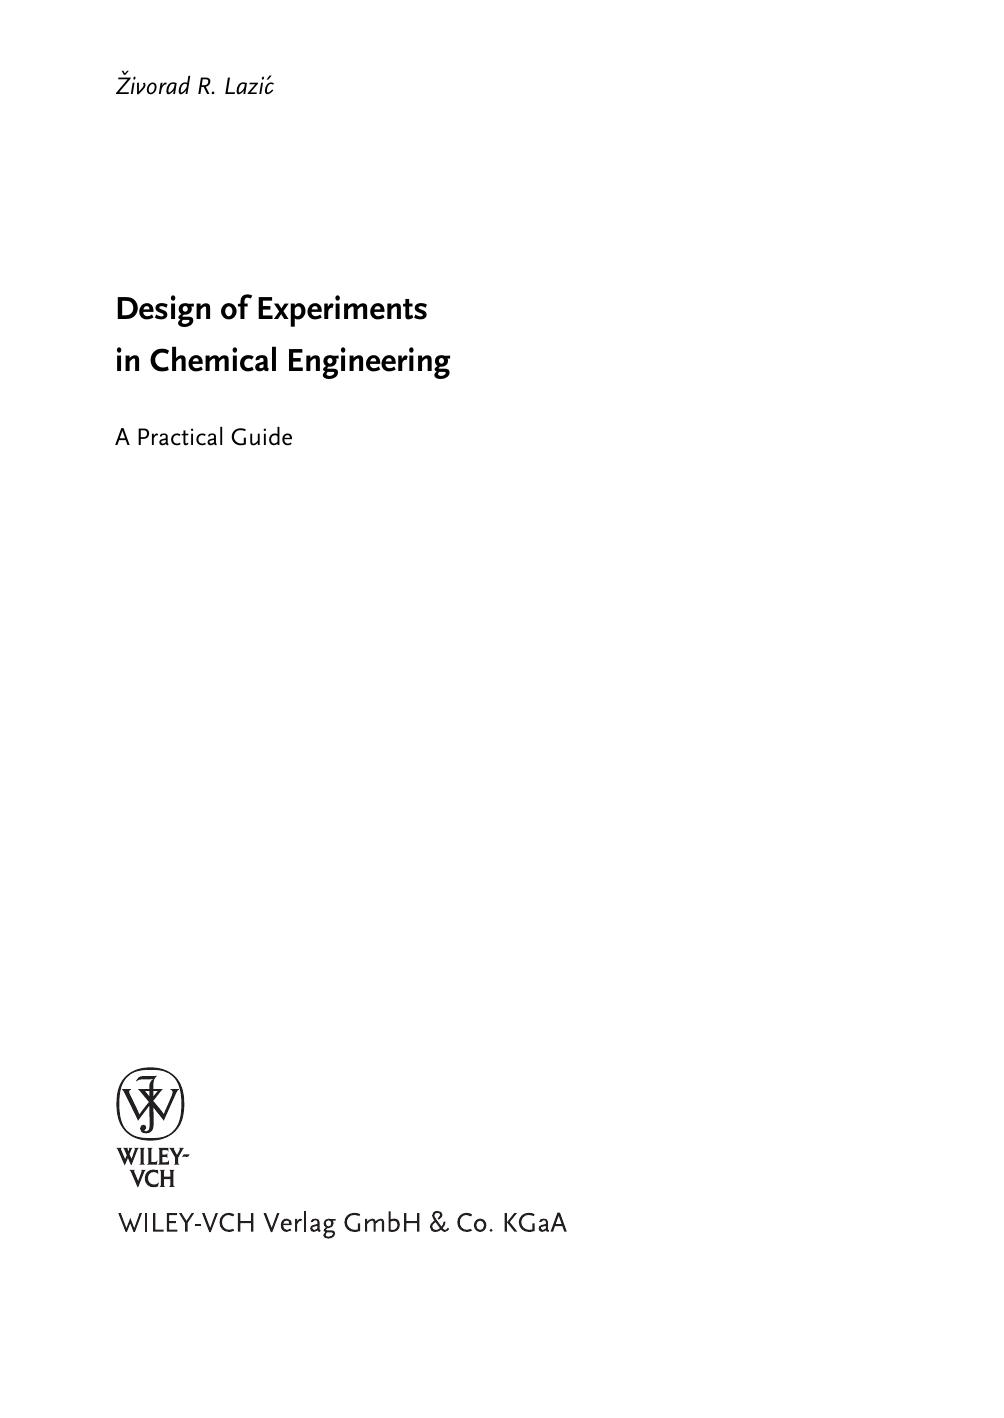 Živorad R. Lazić
Design of Experiments
in Chemical Engineering
A Practical Guide
WILEY-
VCH
WILEY-VCH Verlag GmbH & Co. KGaA